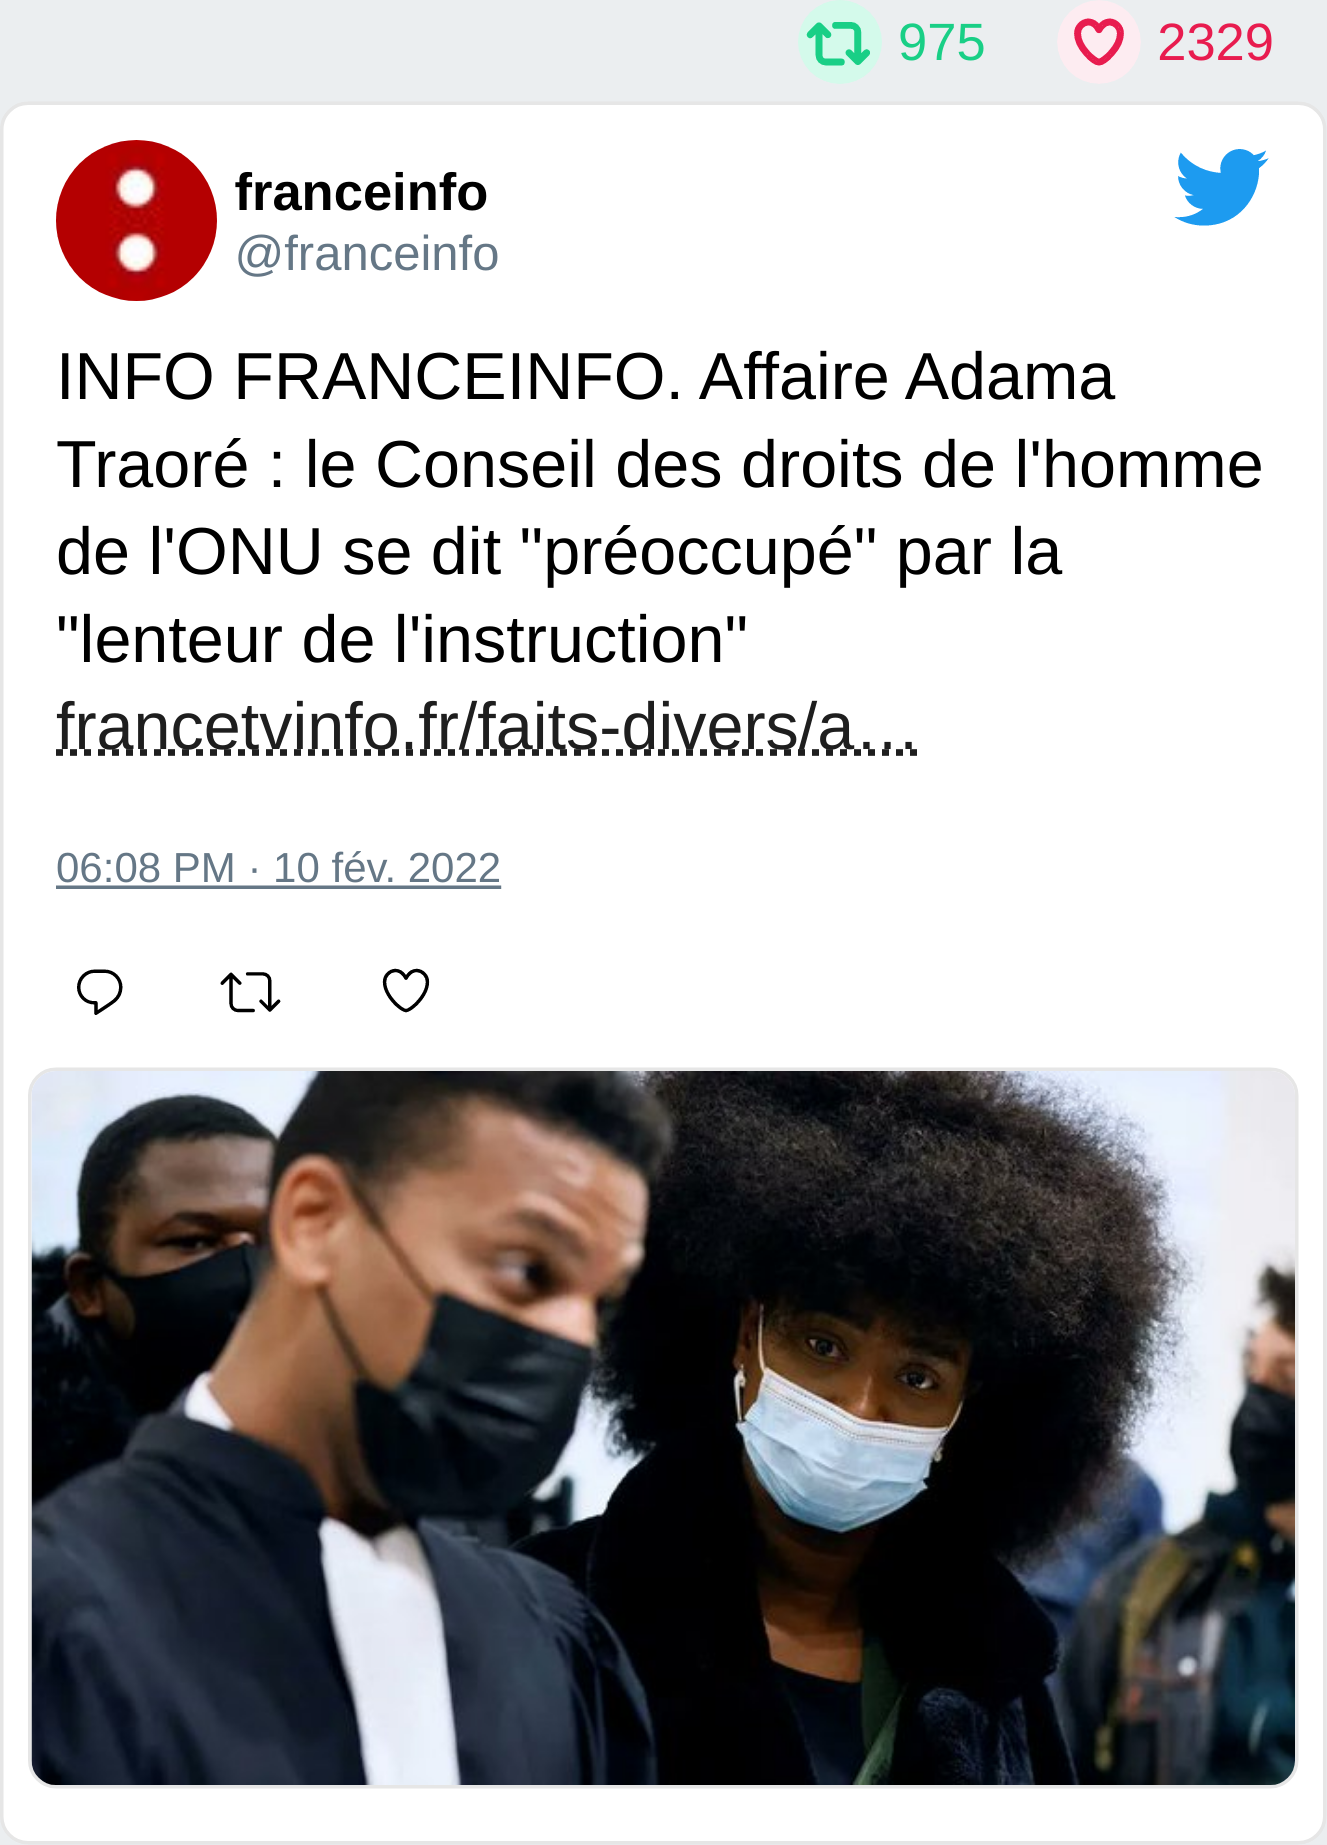 975 2329
franceinfo
@franceinfo
INFO FRANCEINFO. Affaire Adama
Traoré : le Conseil des droits de l'homme
de l'ONU se dit "préoccupé" par la
"lenteur de l'instruction"
francetvinfo.fr/faits-divers/a...
06:08 PM · 10 fév. 2022